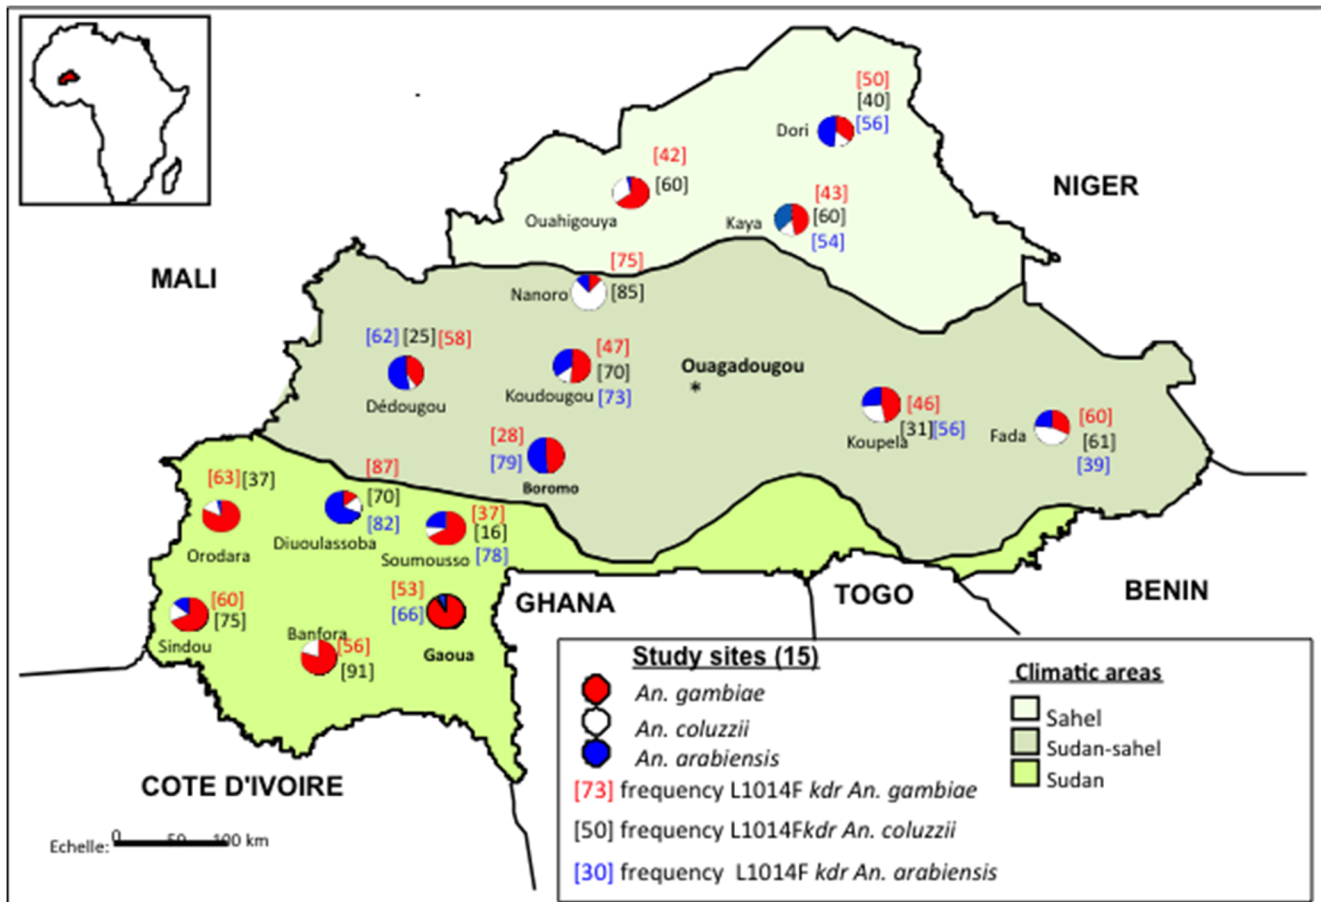 [50]
[40]
Dori
[56]
NIGER
[42]
[60]
Ouahigouya
[43]
[60]
Kaya
[54]
MALI
[75]
Nanoro
[85]
[62] [25] [58]
Dédougou
[47]
[70]
Koudougou
[73]
Ouagadougou
*
[46]
Koupela
[31][56]
[60]
Fada
[61]
[39]
[28]
[79]
Boromo
[63][37]
Orodara
[87]
[70]
[82]
Diuoulassoba
[37]
[16]
Soumousso
[78]
[60]
[75]
Sindou
Banfora
[56]
[91]
[53]
[66]
Gaoua
GHANA
TOGO
BENIN
COTE D'IVOIRE
Echelle:
0 50 100 km
Study sites (15)
An. gambiae
An. coluzzii
An. arabiensis
[73] frequency L1014F kdr An. gambiae
[50] frequency L1014Fkdr An. coluzzii
[30] frequency L1014F kdr An. arabiensis
Climatic areas
Sahel
Sudan-sahel
Sudan